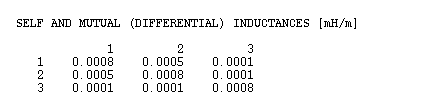 SELF AND MUTUAL (DIFFERENTIAL) INDUCTANCES [mH/m]
1 2 3
1 0.0008 0.0005 0.0001
2 0.0005 0.0008 0.0001
3 0.0001 0.0001 0.0008